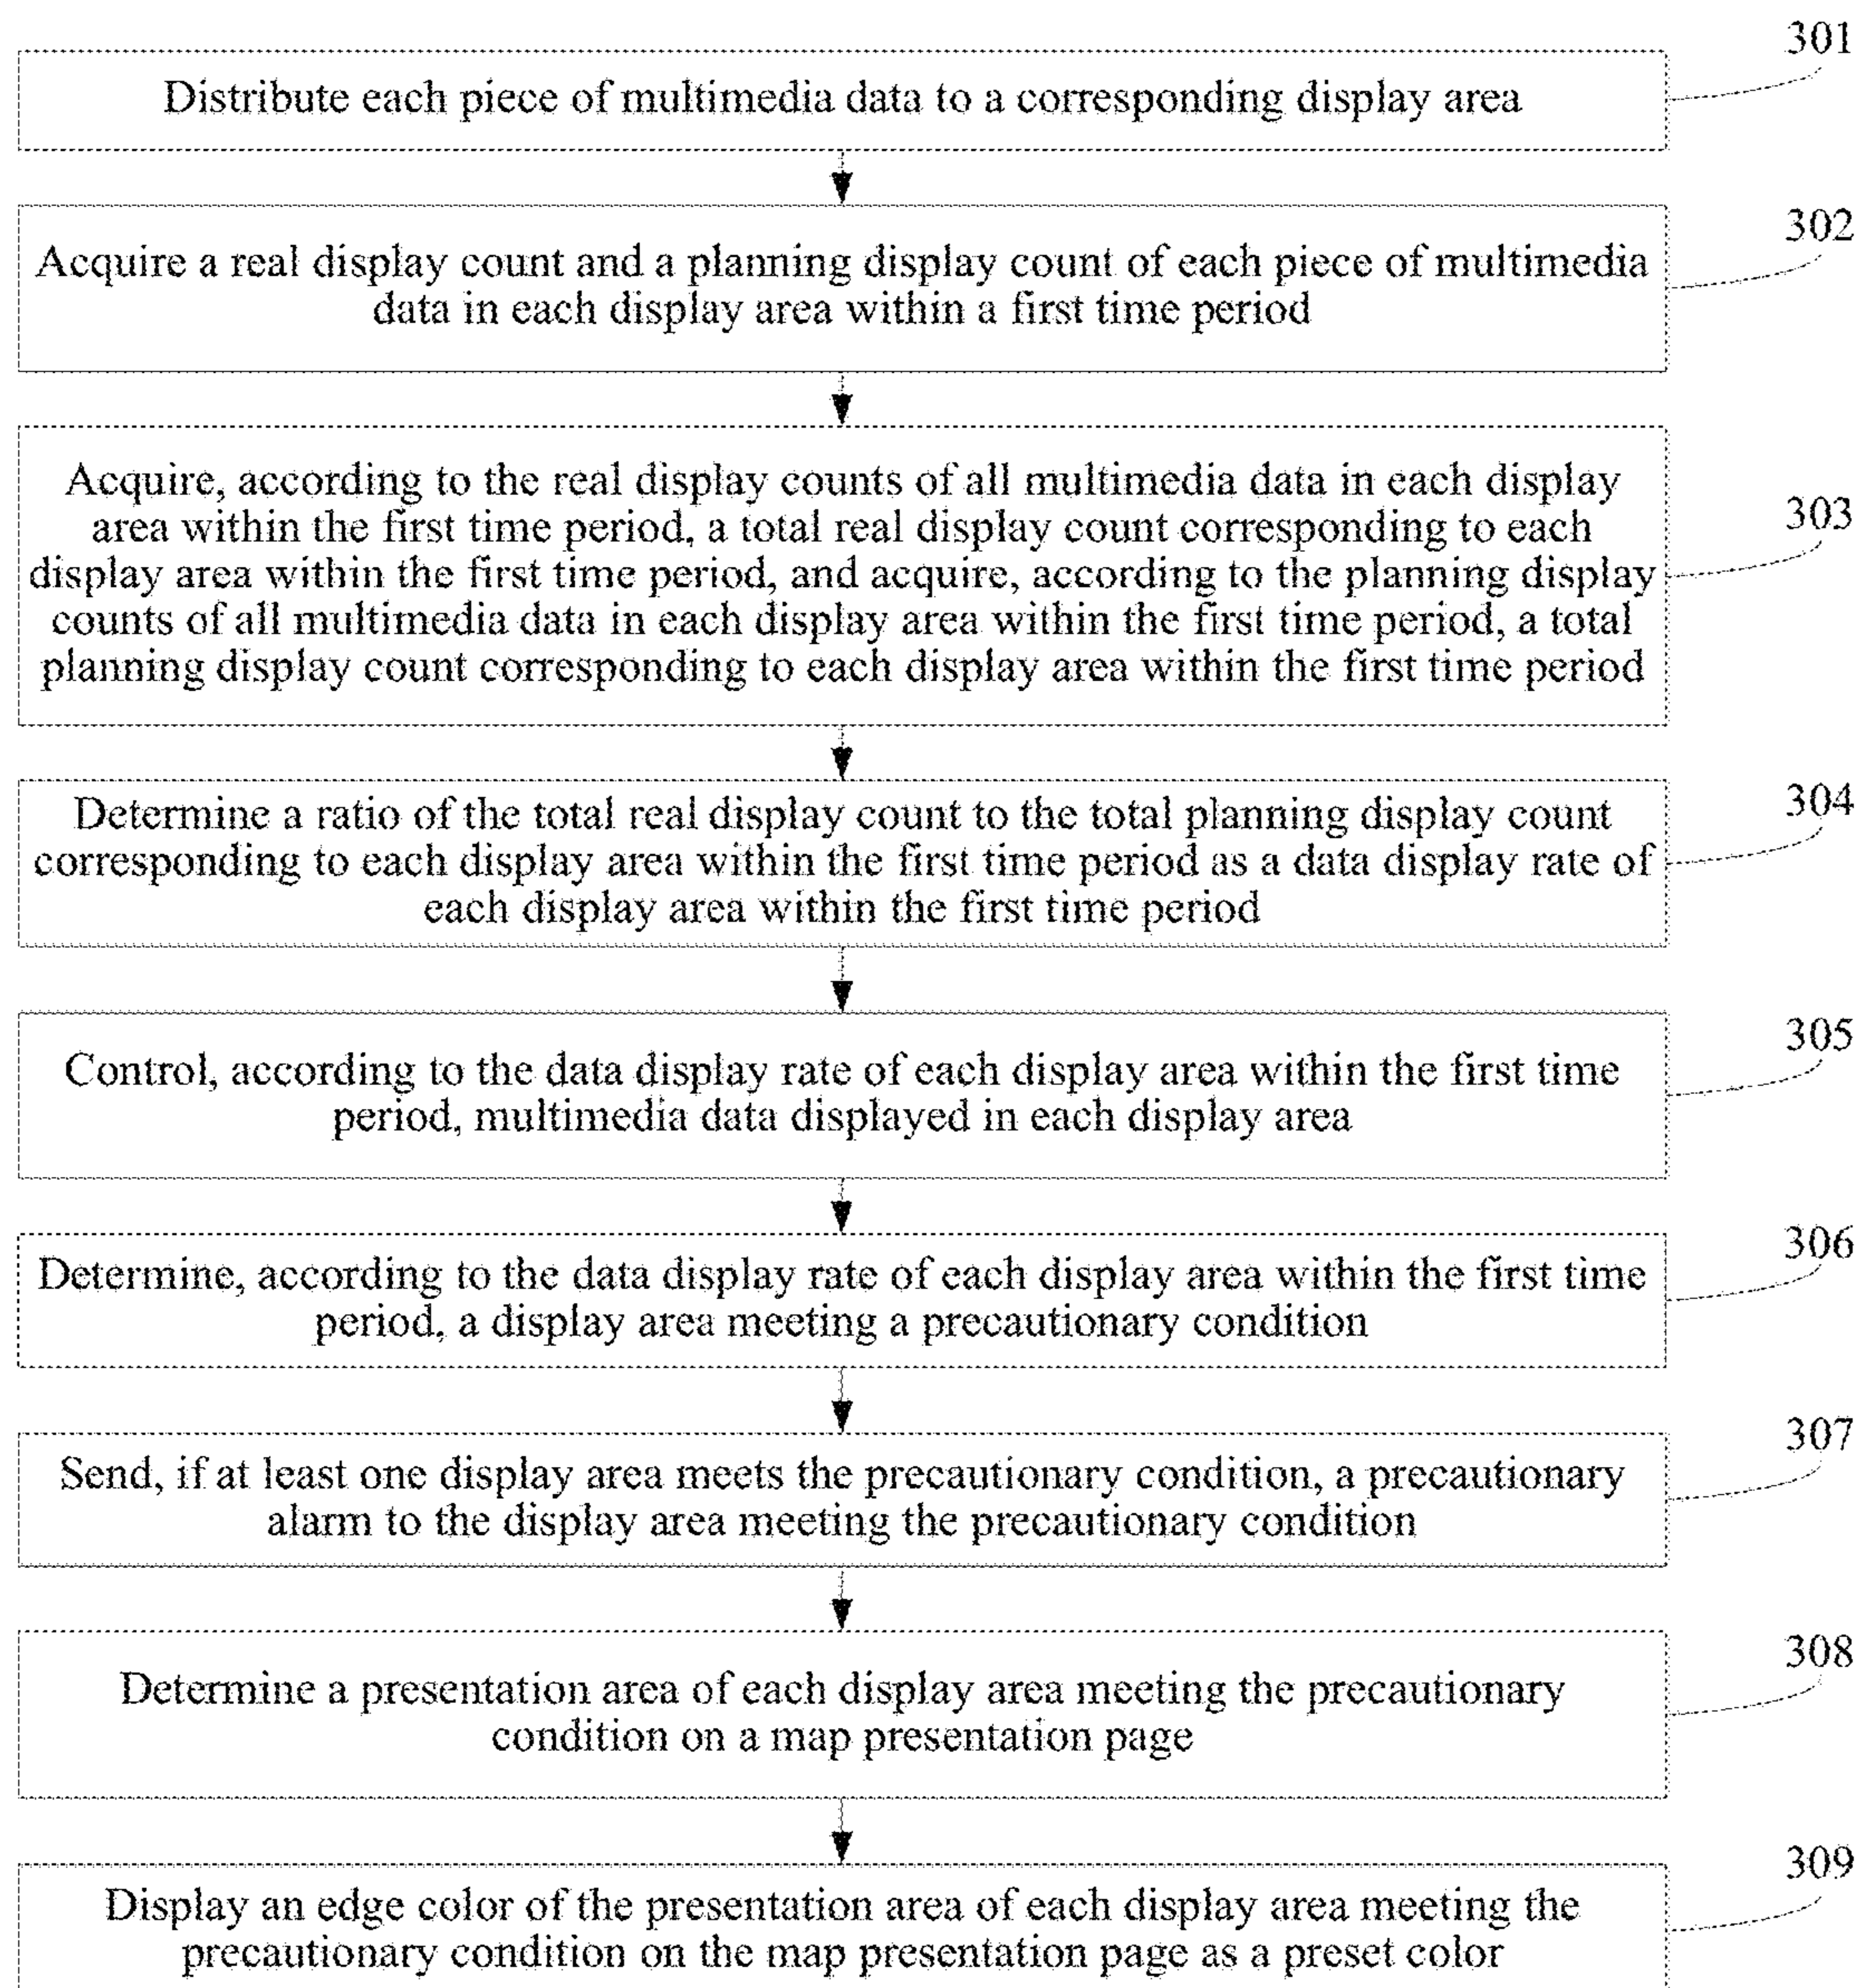 301
Distribute each piece of multimedia data to a corresponding display area
302
Acquire a real display count and a planning display count of each piece of multimedia
data in each display area within a first time period
303
Acquire, according to the real display counts of all multimedia data in each display
area within the first time period, a total real display count corresponding to each
display area within the first time period, and acquire, according to the planning display
counts of all multimedia data in each display area within the first time period, a total
planning display count corresponding to each display area within the first time period
304
Determine a ratio of the total real display count to the total planning display count
corresponding to each display area within the first time period as a data display rate of
each display area within the first time period
305
Control, according to the data display rate of each display area within the first time
period, multimedia data displayed in each display area
306
Determine, according to the data display rate of each display area within the first time
period, a display area meeting a precautionary condition
307
Send, if at least one display area meets the precautionary condition, a precautionary
alarm to the display area meeting the precautionary condition
308
Determine a presentation area of each display area meeting the precautionary
condition on a map presentation page
309
Display an edge color of the presentation area of each display area meeting the
precautionary condition on the map presentation page as a preset color